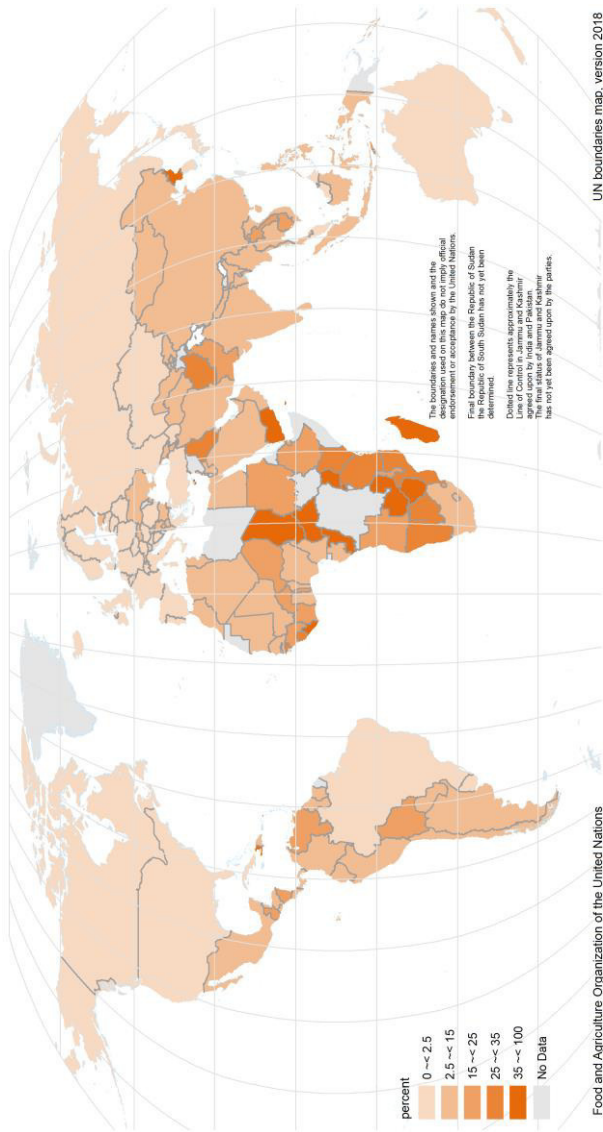 percent
0 ~< 2.5
2.5 ~< 15
15 ~< 25
25 ~< 35
35 ~< 100
No Data
The boundaries and names shown and the
designation used on this map do not imply official
endorsement or acceptance by the United Nations.
Final boundary between the Republic of Sudan
the Republic of South Sudan has not yet been
determined.
Dotted line represents approximately the
Line of Control in Jammu and Kashmir
agreed upon by India and Pakistan.
The final status of Jammu and Kashmir
has not yet been agreed upon by the parties.
Food and Agriculture Organization of the United Nations
UN boundaries map, version 2018